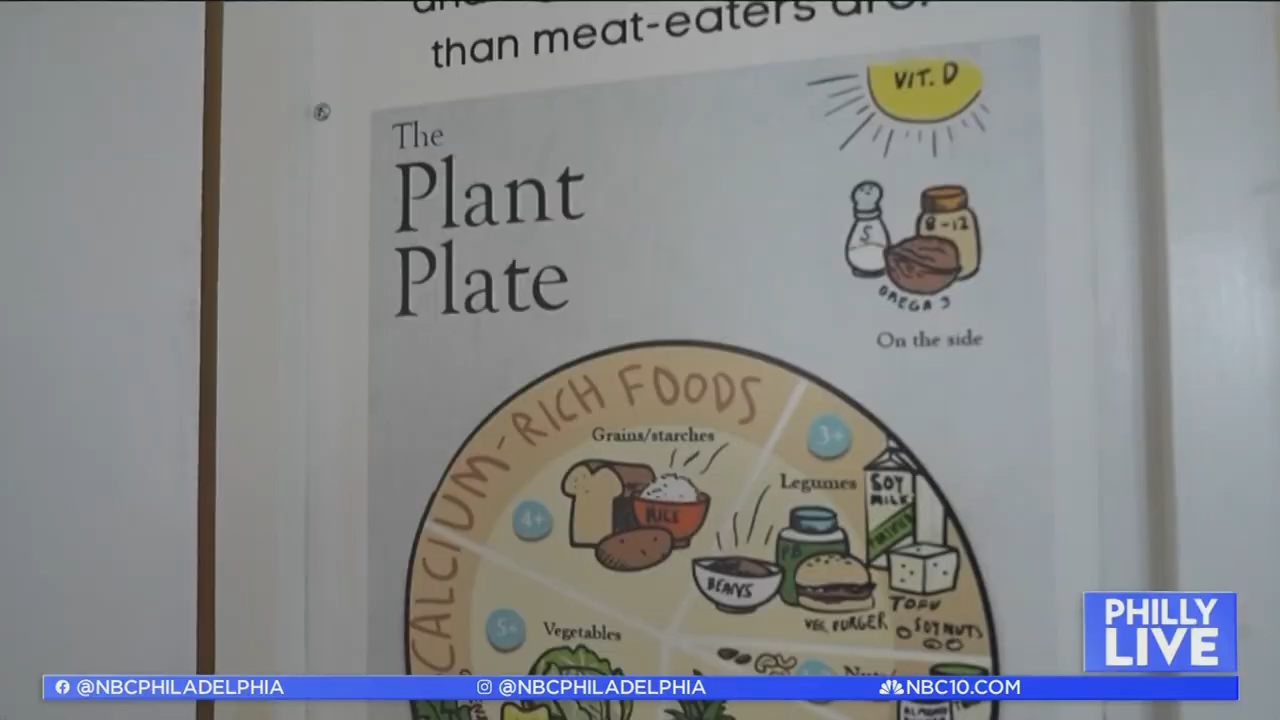 than meat-eaters are.
VIT. D
The
Plant
Plate
S
B-12
OMEGA 3
On the side
CALCIUM-RICH FOODS
Grains/starches
3+
Legumes
SOY
MILK
4+
RICE
PB
BEANS
TOFU
VEG BURGER
SOY NUTS
5+
Vegetables
PHILLY
LIVE
@NBCPHILADELPHIA
@NBCPHILADELPHIA
NBC10.COM